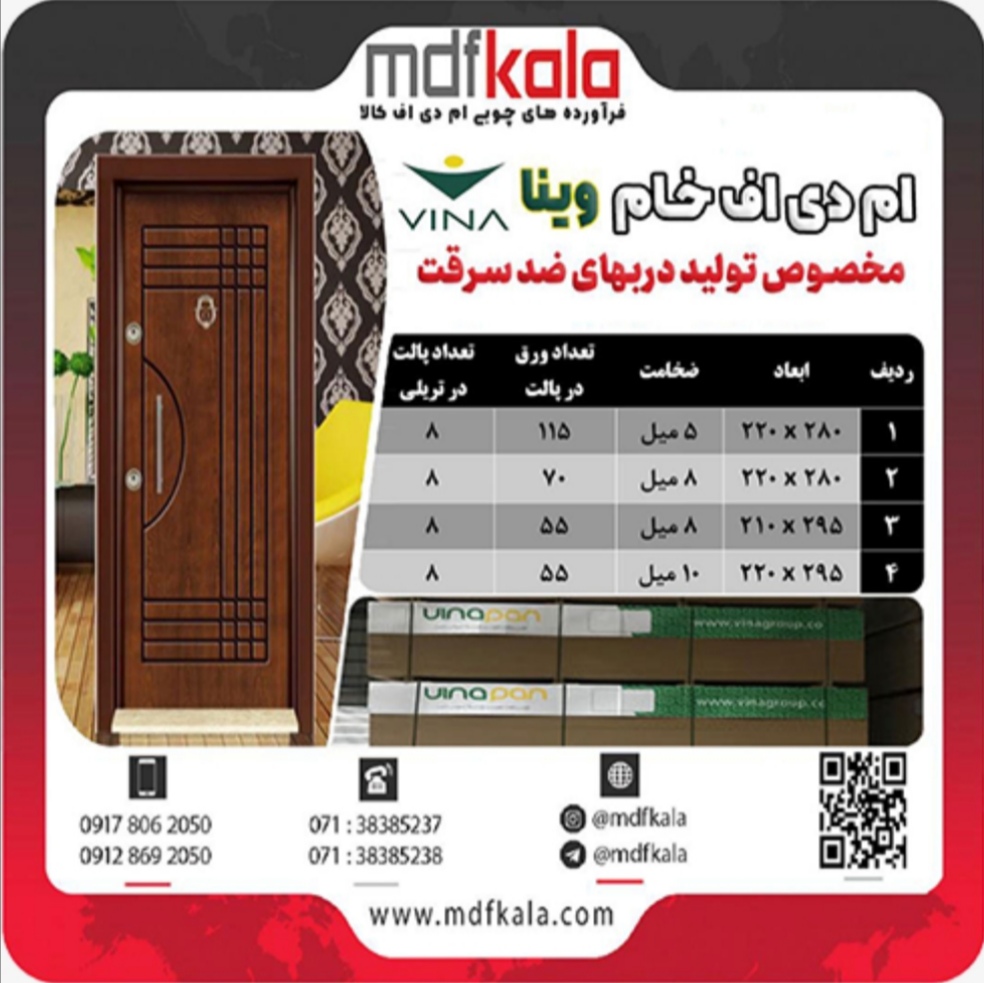 mdfkala
فرآورده های چوبی ام دی اف کالا
ام دی اف خام وینا
VINA
مخصوص تولید دربهای ضد سرقت
ردیف ابعاد ضخامت تعداد ورق در پالت تعداد پالت در تریلی
۱ ۲۲۰ x ۲۸۰ ۵ میل ۱۱۵ ۸
۲ ۲۲۰ x ۲۸۰ ۸ میل ۷۰ ۸
۳ ۲۱۰ x ۲۹۵ ۸ میل ۵۵ ۸
۴ ۲۲۰ x ۲۹۵ ۱۰ میل ۵۵ ۸
vinapan www.vinagroup.co
vinapan www.vinagroup.co
0917 806 2050
0912 869 2050
071 : 38385237
071 : 38385238
@mdfkala
@mdfkala
www.mdfkala.com